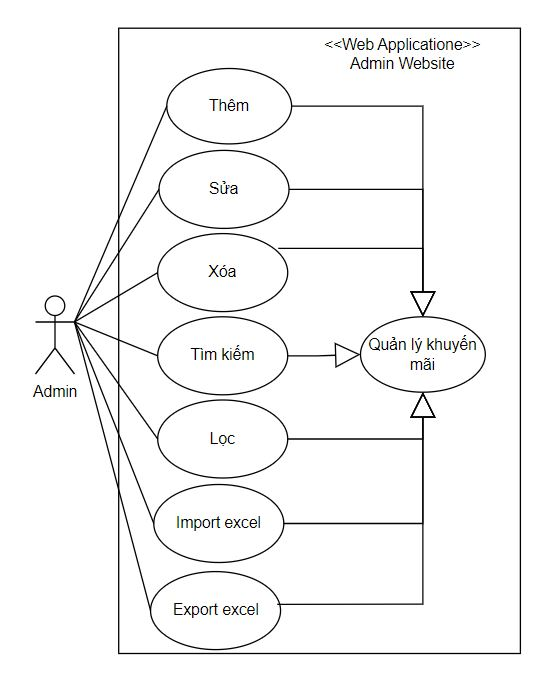 <<Web Applicatione>>
Admin Website
Thêm
Sửa
Xóa
Tìm kiếm
Quản lý khuyến
mãi
Admin
Lọc
Import excel
Export excel